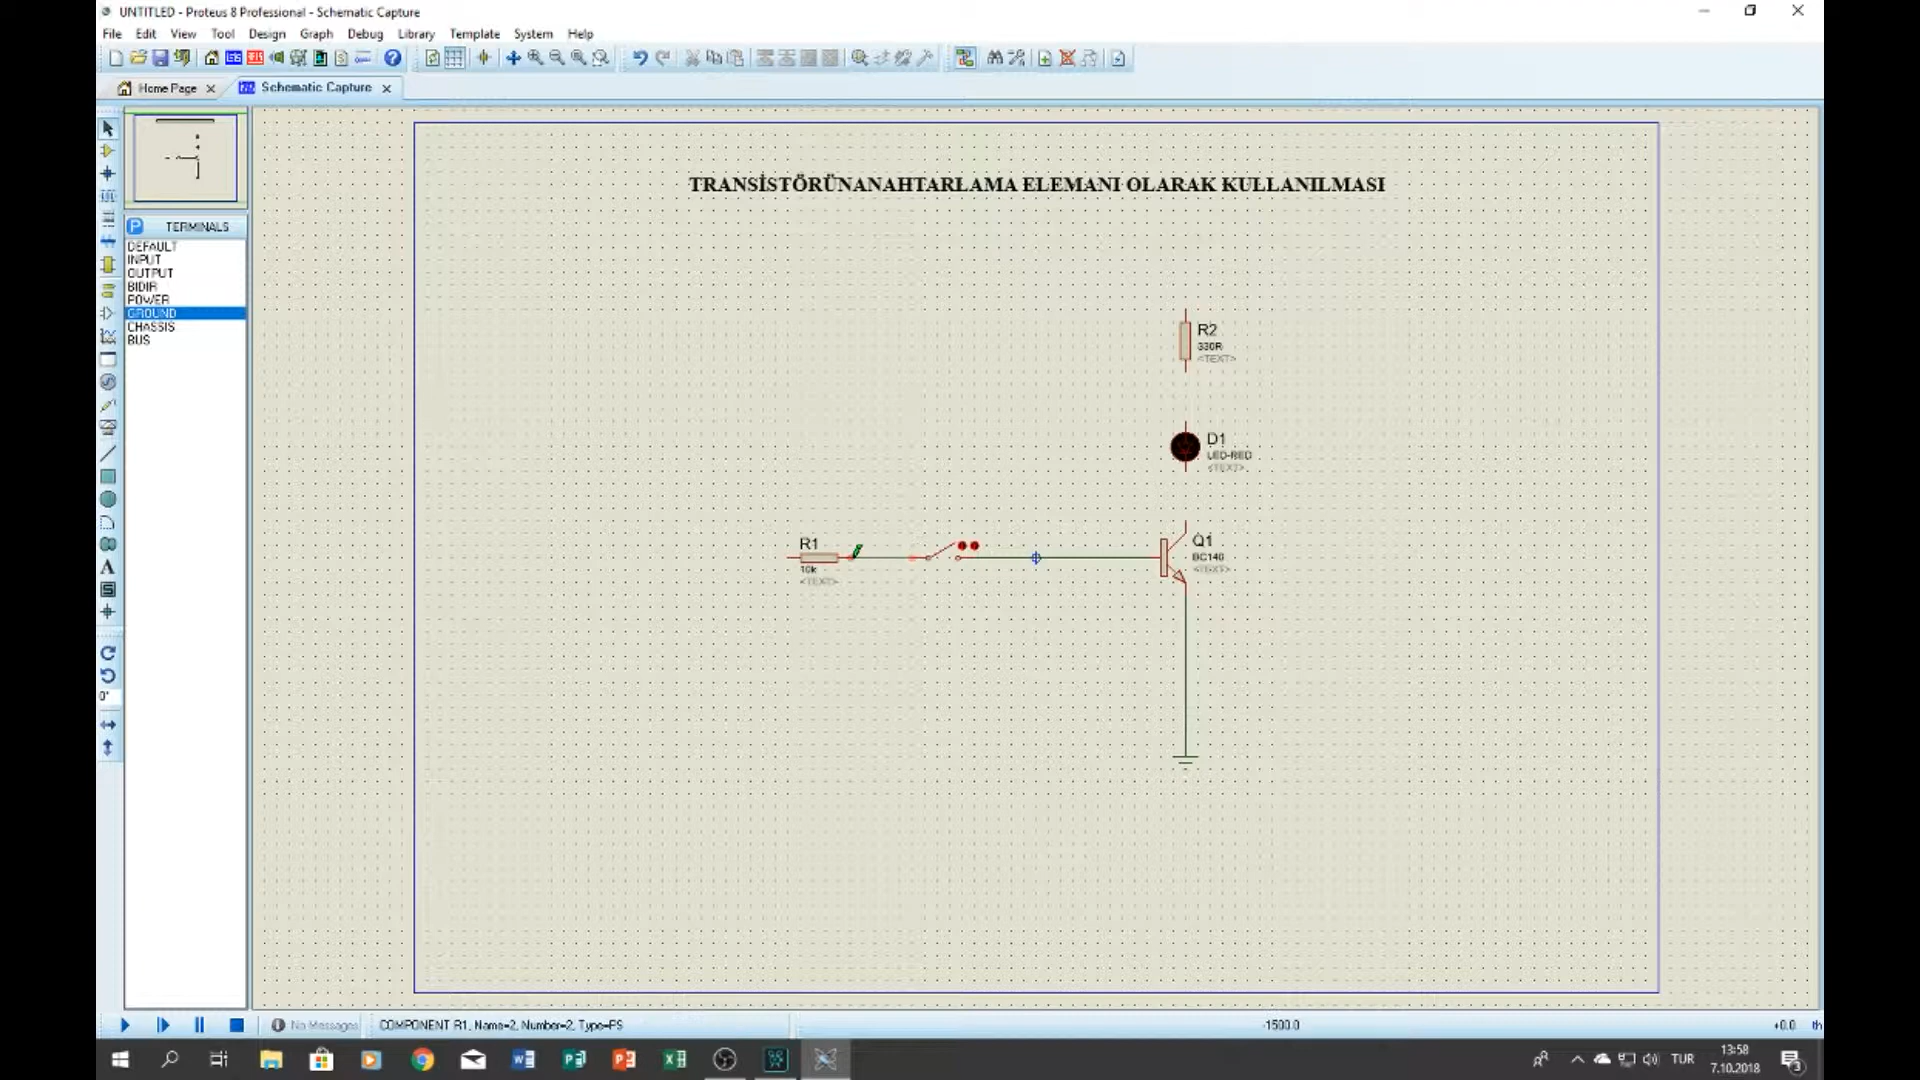 UNTITLED - Proteus 8 Professional - Schematic Capture
File Edit View Tool Design Graph Debug Library Template System Help
Home Page Schematic Capture
TRANSİSTÖRÜNANAHTARLAMA ELEMANI OLARAK KULLANILMASI
P TERMINALS
DEFAULT
INPUT
OUTPUT
BIDIR
POWER
GROUND
CHASSIS
BUS
R2
330R
<TEXT>
D1
LED-RED
<TEXT>
R1
10k
<TEXT>
Q1
BC140
<TEXT>
0°
No Messages COMPONENT R1, Name=2, Number=2, Type=PS -1500.0 +0.0 th
TUR
13:58
7.10.2018
3